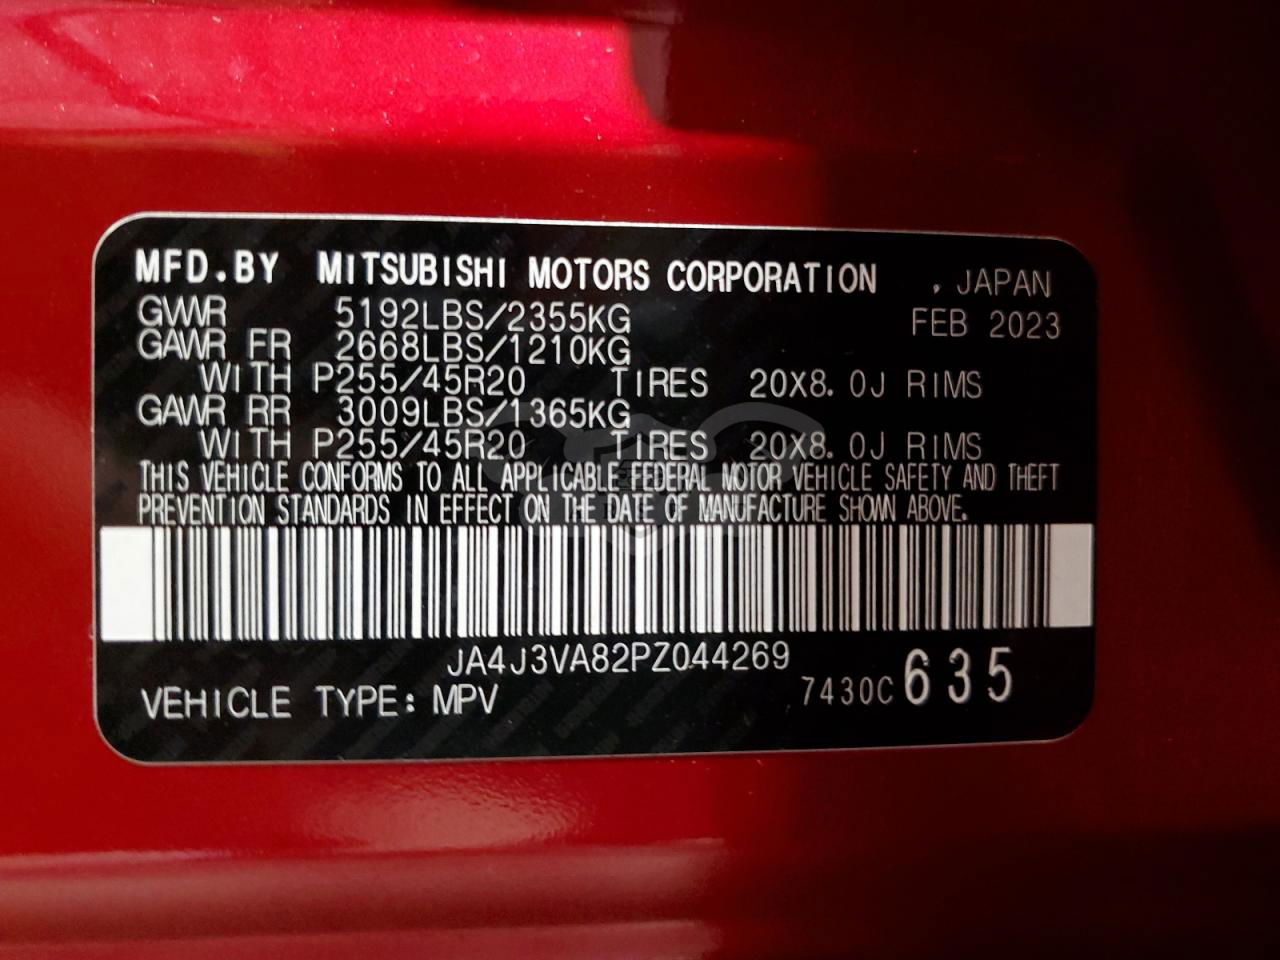 MFD.BY MITSUBISHI MOTORS CORPORATION , JAPAN
GVWR 5192LBS/2355KG FEB 2023
GAWR FR 2668LBS/1210KG
WITH P255/45R20 TIRES 20X8.0J RIMS
GAWR RR 3009LBS/1365KG
WITH P255/45R20 TIRES 20X8.0J RIMS
THIS VEHICLE CONFORMS TO ALL APPLICABLE FEDERAL MOTOR VEHICLE SAFETY AND THEFT
PREVENTION STANDARDS IN EFFECT ON THE DATE OF MANUFACTURE SHOWN ABOVE.
JA4J3VA82PZ044269
VEHICLE TYPE: MPV 7430C 635